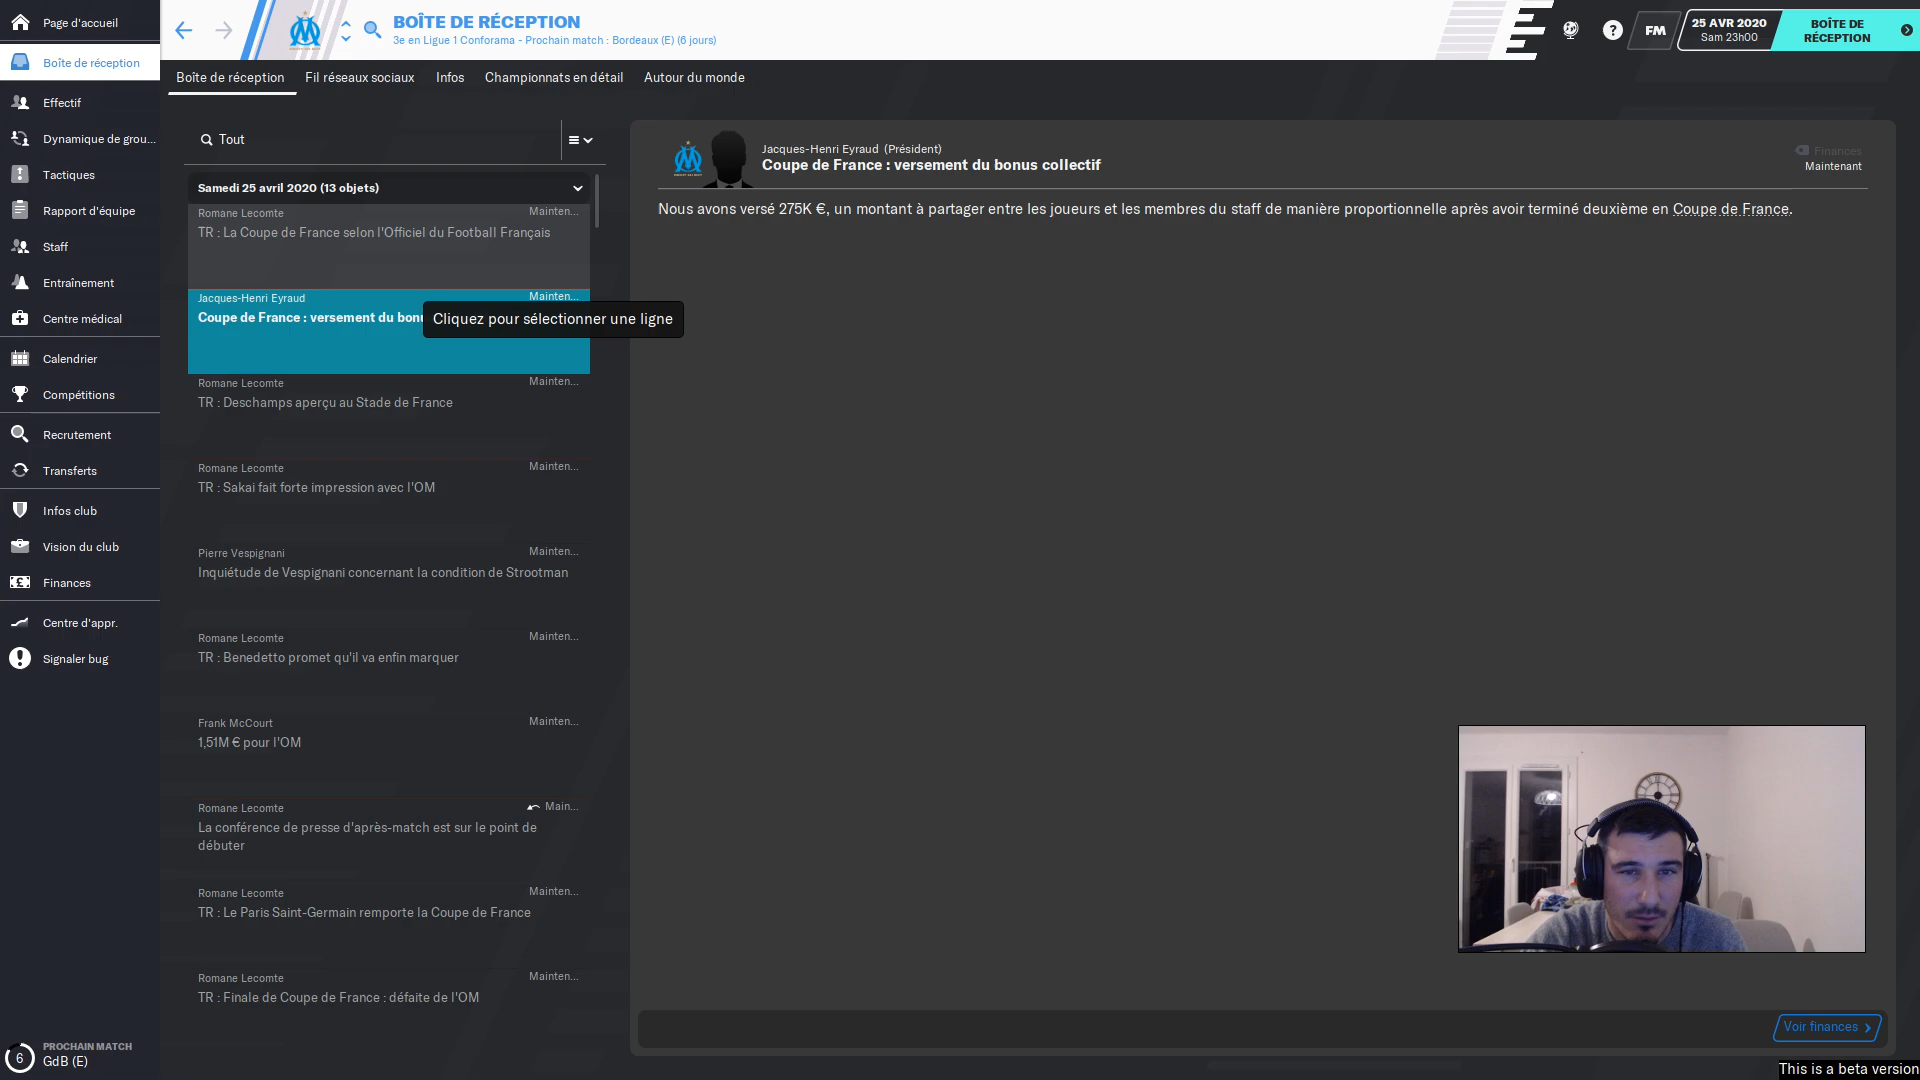 Page d'accueil
Boîte de réception
Effectif
Dynamique de grou...
Tactiques
Rapport d'équipe
Staff
Entraînement
Centre médical
Calendrier
Compétitions
Recrutement
Transferts
Infos club
Vision du club
Finances
Centre d'appr.
Signaler bug
6
PROCHAIN MATCH
GdB (E)
BOÎTE DE RÉCEPTION
3e en Ligue 1 Conforama - Prochain match : Bordeaux (E) (6 jours)
?
FM
25 AVR 2020
Sam 23h00
BOÎTE DE
RÉCEPTION
Boîte de réception
Fil réseaux sociaux
Infos
Championnats en détail
Autour du monde
Tout
Samedi 25 avril 2020 (13 objets)
Romane Lecomte
Mainten...
TR : La Coupe de France selon l'Officiel du Football Français
Jacques-Henri Eyraud
Mainten...
Coupe de France : versement du bonu
Cliquez pour sélectionner une ligne
Romane Lecomte
Mainten...
TR : Deschamps aperçu au Stade de France
Romane Lecomte
Mainten...
TR : Sakai fait forte impression avec l'OM
Pierre Vespignani
Mainten...
Inquiétude de Vespignani concernant la condition de Strootman
Romane Lecomte
Mainten...
TR : Benedetto promet qu'il va enfin marquer
Frank McCourt
Mainten...
1,51M € pour l'OM
Romane Lecomte
Main...
La conférence de presse d'après-match est sur le point de
débuter
Romane Lecomte
Mainten...
TR : Le Paris Saint-Germain remporte la Coupe de France
Romane Lecomte
Mainten...
TR : Finale de Coupe de France : défaite de l'OM
Jacques-Henri Eyraud (Président)
Coupe de France : versement du bonus collectif
Finances
Maintenant
Nous avons versé 275K €, un montant à partager entre les joueurs et les membres du staff de manière proportionnelle après avoir terminé deuxième en Coupe de France.
Voir finances
This is a beta version